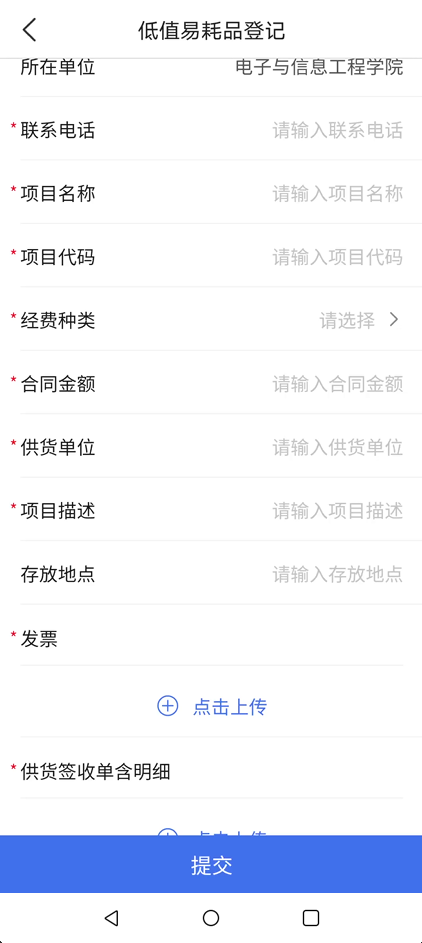 低值易耗品登记
所在单位 电子与信息工程学院
* 联系电话 请输入联系电话
* 项目名称 请输入项目名称
* 项目代码 请输入项目代码
* 经费种类 请选择
* 合同金额 请输入合同金额
* 供货单位 请输入供货单位
* 项目描述 请输入项目描述
存放地点 请输入存放地点
* 发票
点击上传
* 供货签收单含明细
点击上传
提交